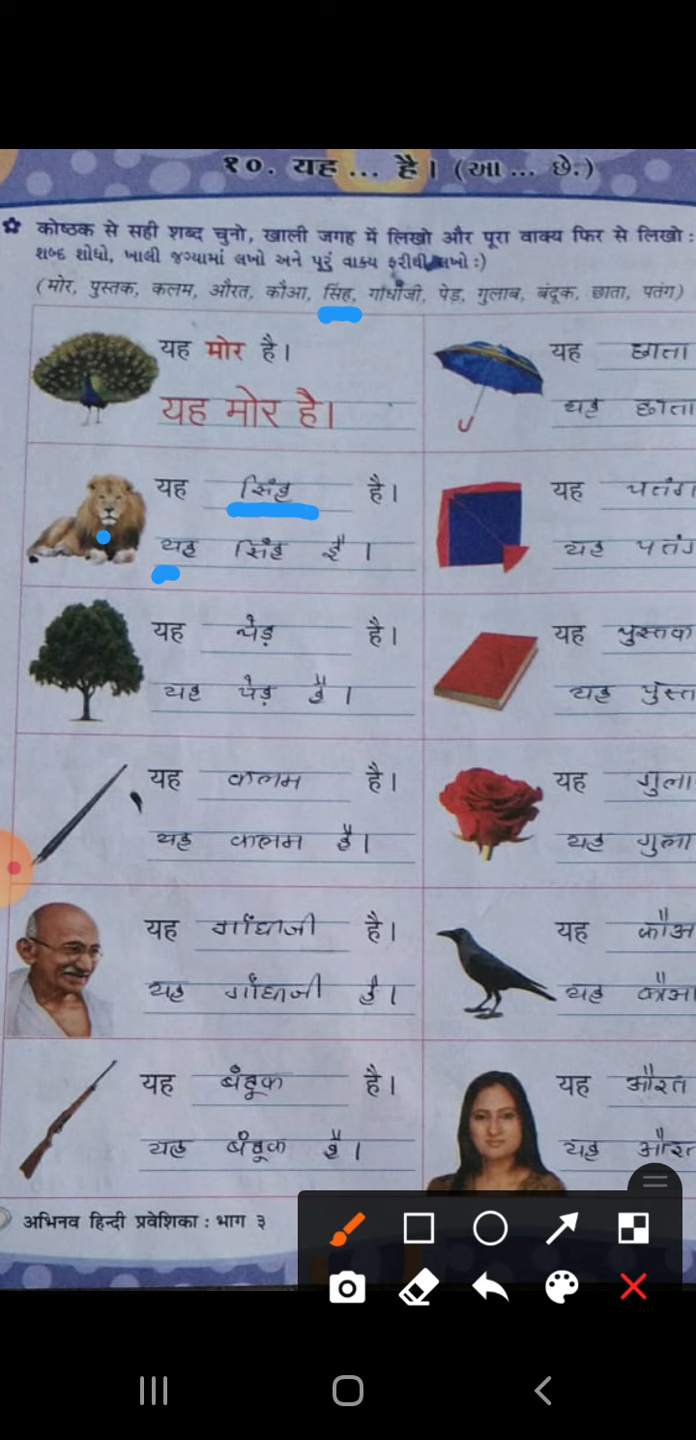 १०. यह ... है। (આ ... છે.)
कोष्ठक से सही शब्द चुनो, खाली जगह में लिखो और पूरा वाक्य फिर से लिखो :
શબ્દ શોધો, ખાલી જગ્યામાં લખો અને પૂરું વાક્ય ફરીથી લખો :)
(मोर, पुस्तक, कलम, औरत, कौआ, सिंह, गांधीजी, पेड़, गुलाब, बंदूक, छाता, पतंग)
यह मोर है।
यह मोर है।
यह छाता
यह छाता
यह सिंह है।
यह सिंह है।
यह पतंग
यह पतंग
यह पेड़ है।
यह पेड़ है।
यह पुस्तक
यह पुस्त
यह कलम है।
यह कलम है।
यह गुला
यह गुला
यह गाँधाजी है।
यह गाँधाजी है।
यह कौअ
यह कौआ
यह बंदूक है।
यह बंदूक है।
यह औरत
यह औरत
अभिनव हिन्दी प्रवेशिका : भाग ३